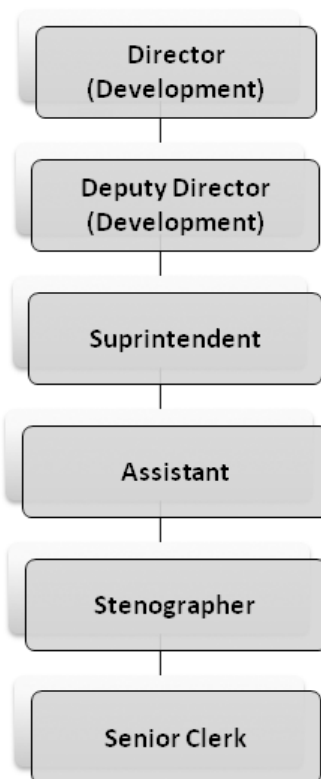 Director
(Development)
Deputy Director
(Development)
Suprintendent
Assistant
Stenographer
Senior Clerk